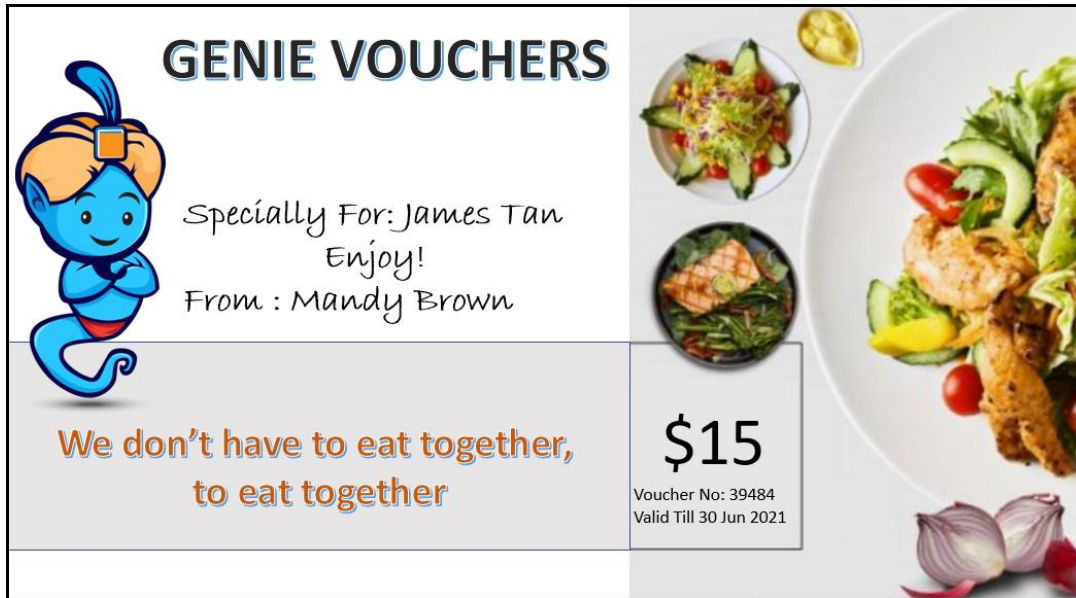 GENIE VOUCHERS
Specially For: James Tan
Enjoy!
From : Mandy Brown
We don't have to eat together,
to eat together
$15
Voucher No: 39484
Valid Till 30 Jun 2021